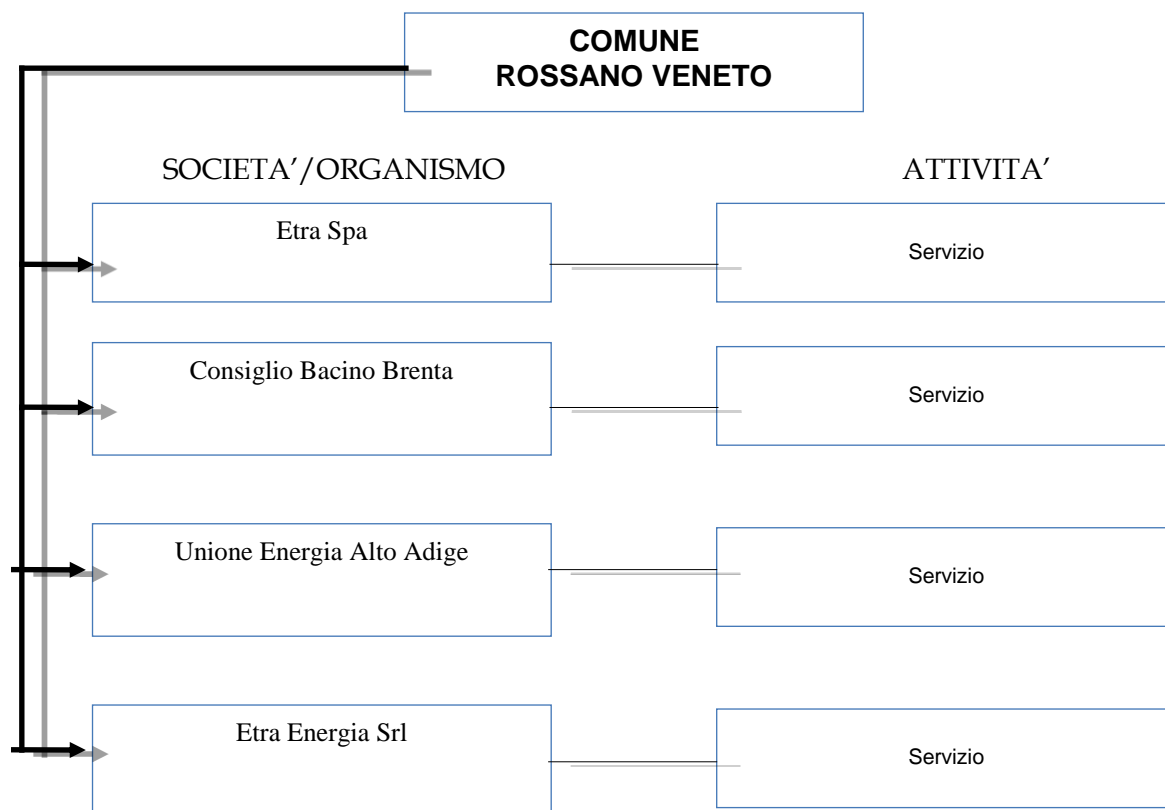 COMUNE
ROSSANO VENETO
SOCIETA’/ORGANISMO
ATTIVITA’
Etra Spa
Servizio
Consiglio Bacino Brenta
Servizio
Unione Energia Alto Adige
Servizio
Etra Energia Srl
Servizio